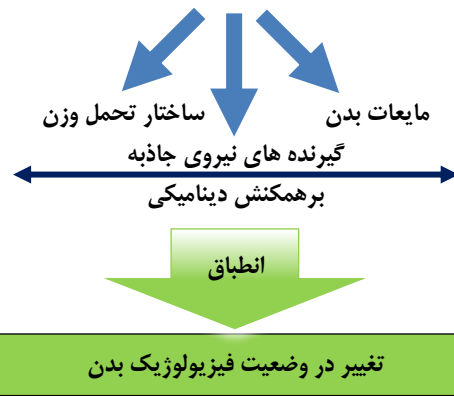 مایعات بدن
ساختار تحمل وزن
گیرنده های نیروی جاذبه
برهمکنش دینامیکی
انطباق
تغییر در وضعیت فیزیولوژیک بدن